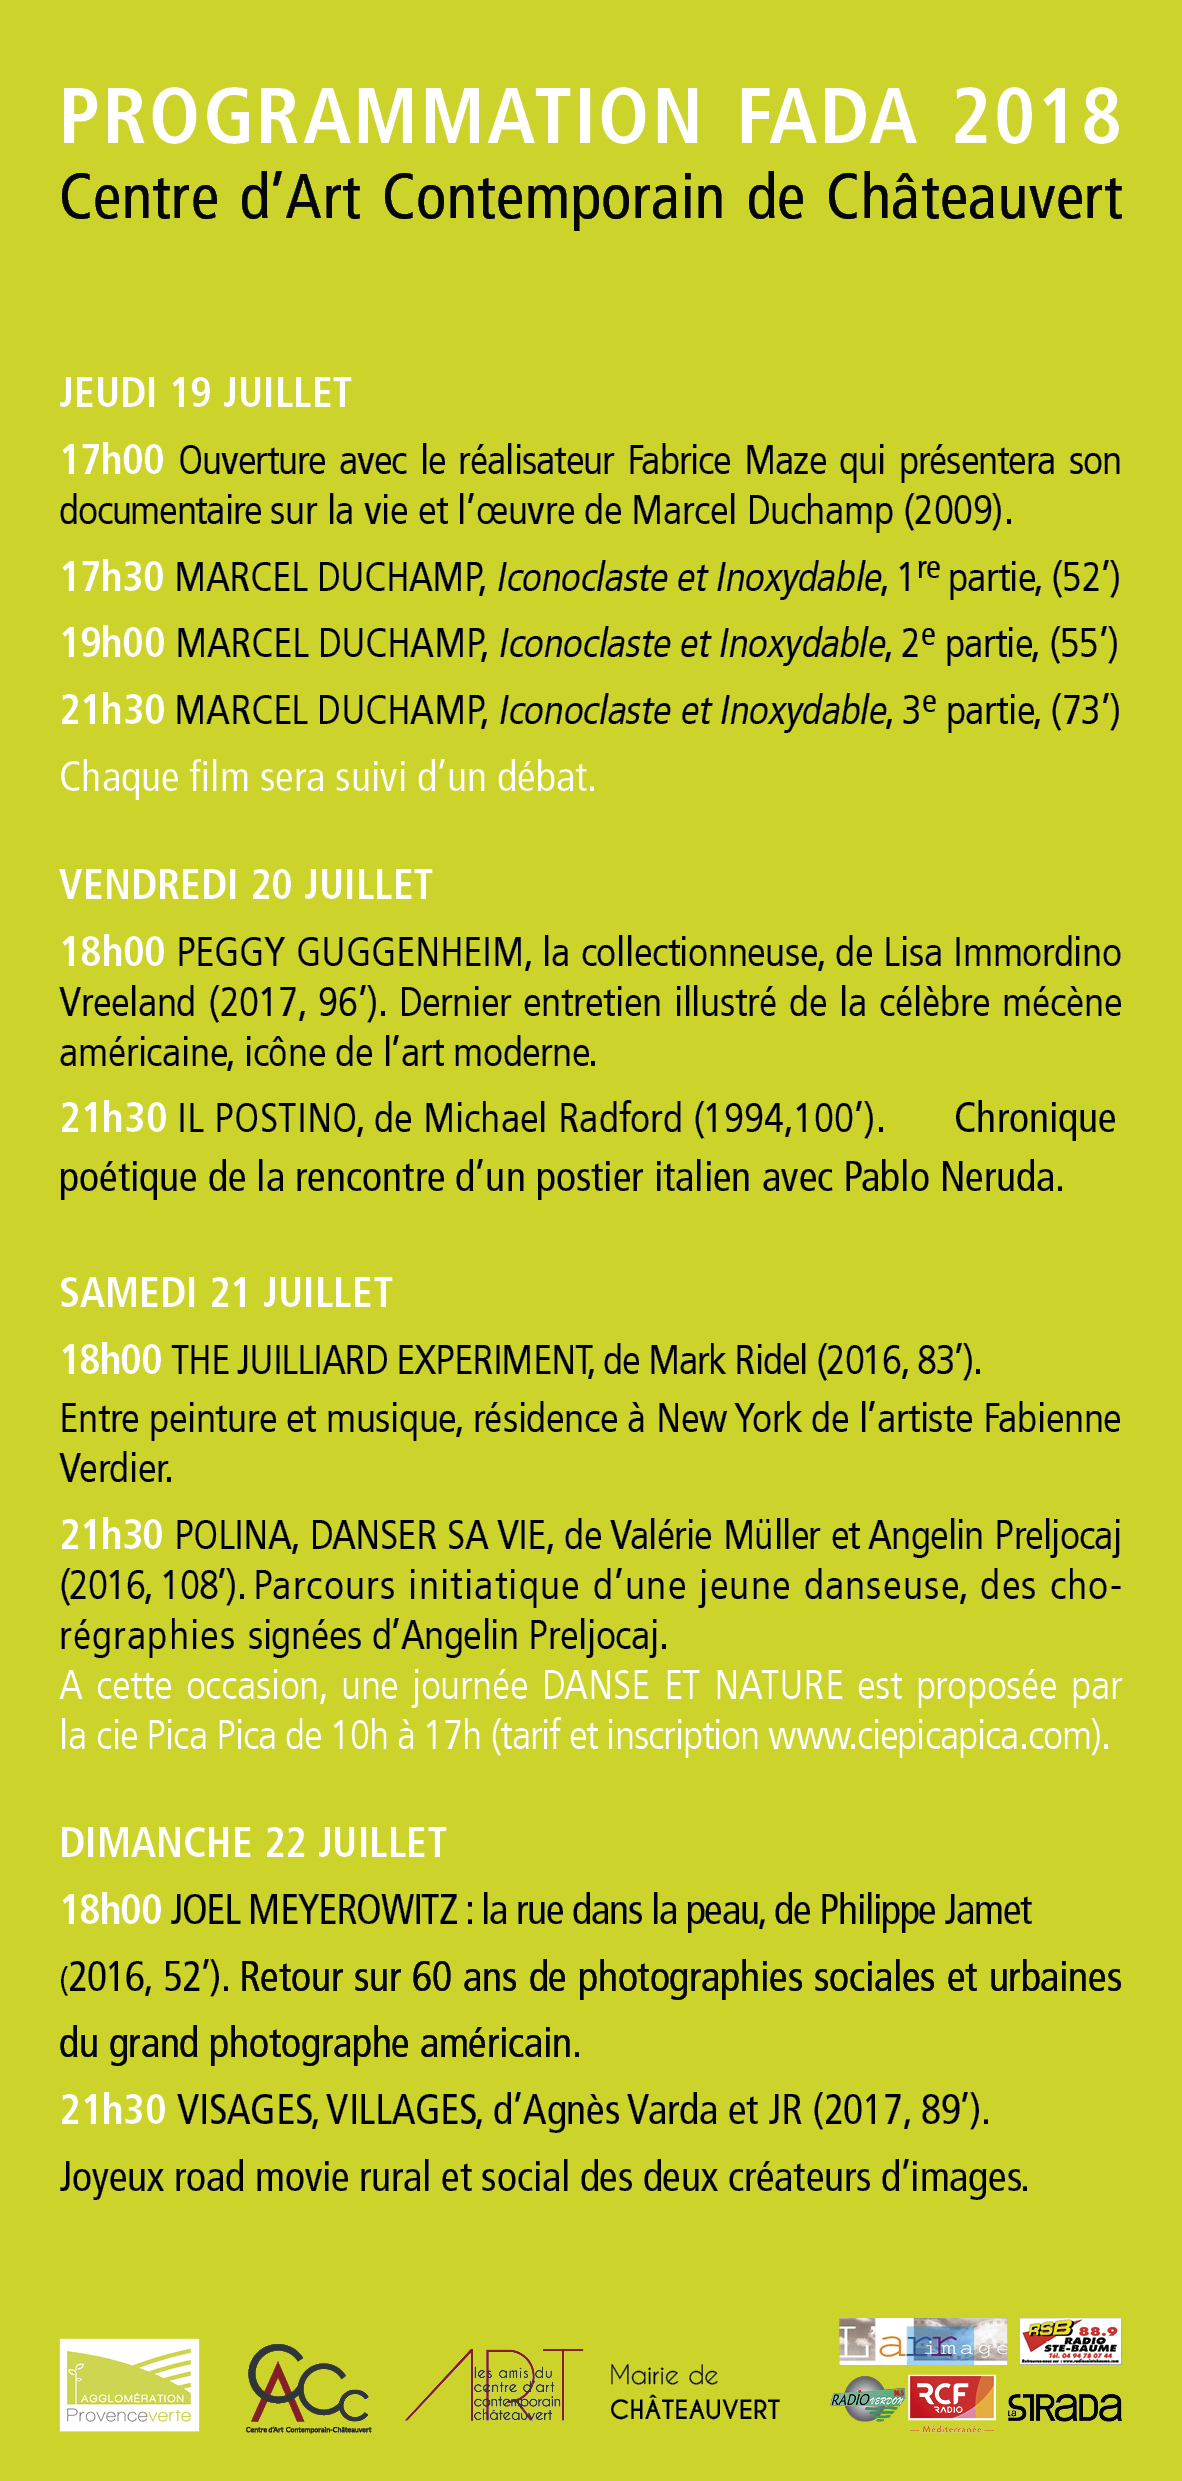 PROGRAMMATION FADA 2018
Centre d’Art Contemporain de Châteauvert
JEUDI 19 JUILLET
17h00 Ouverture avec le réalisateur Fabrice Maze qui présentera son
documentaire sur la vie et l’œuvre de Marcel Duchamp (2009).
17h30 MARCEL DUCHAMP, Iconoclaste et Inoxydable, 1re partie, (52’)
19h00 MARCEL DUCHAMP, Iconoclaste et Inoxydable, 2e partie, (55’)
21h30 MARCEL DUCHAMP, Iconoclaste et Inoxydable, 3e partie, (73’)
Chaque film sera suivi d’un débat.
VENDREDI 20 JUILLET
18h00 PEGGY GUGGENHEIM, la collectionneuse, de Lisa Immordino
Vreeland (2017, 96’). Dernier entretien illustré de la célèbre mécène
américaine, icône de l’art moderne.
21h30 IL POSTINO, de Michael Radford (1994,100’). Chronique
poétique de la rencontre d’un postier italien avec Pablo Neruda.
SAMEDI 21 JUILLET
18h00 THE JUILLIARD EXPERIMENT, de Mark Ridel (2016, 83’).
Entre peinture et musique, résidence à New York de l’artiste Fabienne
Verdier.
21h30 POLINA, DANSER SA VIE, de Valérie Müller et Angelin Preljocaj
(2016, 108’). Parcours initiatique d’une jeune danseuse, des cho-
régraphies signées d’Angelin Preljocaj.
A cette occasion, une journée DANSE ET NATURE est proposée par
la cie Pica Pica de 10h à 17h (tarif et inscription www.ciepicapica.com).
DIMANCHE 22 JUILLET
18h00 JOEL MEYEROWITZ : la rue dans la peau, de Philippe Jamet
(2016, 52’). Retour sur 60 ans de photographies sociales et urbaines
du grand photographe américain.
21h30 VISAGES, VILLAGES, d’Agnès Varda et JR (2017, 89’).
Joyeux road movie rural et social des deux créateurs d’images.
AGGLOMÉRATION
Provenceverte
CACC
Centre d'Art Contemporain-Châteauvert
ART
les amis du
centre d'art
contemporain
châteauvert
Mairie de
CHÂTEAUVERT
L'arr image
RSB 88.9
RADIO
STE-BAUME
Tél. 04 94 78 07 44
RADIO VERDON
RCF
RADIO
Méditerranée
LA STRADA